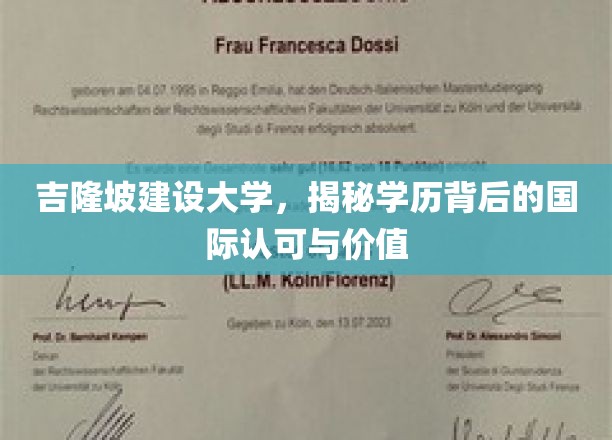 Frau Francesca Dossi
geboren am 04.07.1995 in Reggio Emilia, hat den Deutsch-Italienischen Masterstudiengang
Rechtswissenschaften der Rechtswissenschaftlichen Fakultäten der Universität zu Köln und der Università
degli Studi di Firenze erfolgreich absolviert.
吉隆坡建设大学，揭秘学历背后的国
际认可与价值
(LL.M. Köln/Florenz)
Gegeben zu Köln, den 13.07.2023
Prof. Dr. Bernhard Kempen
Dekan
der Rechtswissenschaftlichen Fakultät
der Universität zu Köln
Prof. Dr. Alessandro Simoni
Präsident
der Scuola di Giurisprudenza
der Università Degli Studi Firenze